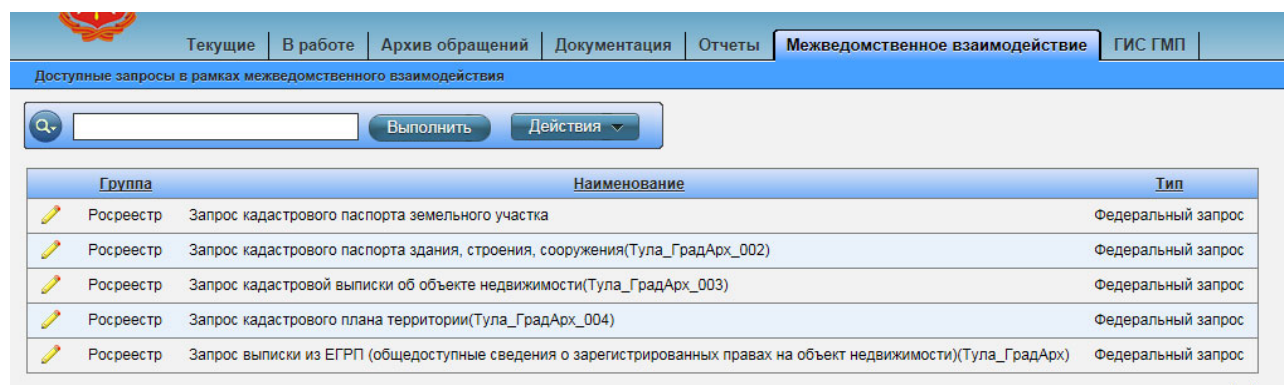 Текущие В работе Архив обращений Документация Отчеты Межведомственное взаимодействие ГИС ГМП
Доступные запросы в рамках межведомственного взаимодействия
Выполнить Действия
Группа Наименование Тип
Росреестр Запрос кадастрового паспорта земельного участка Федеральный запрос
Росреестр Запрос кадастрового паспорта здания, строения, сооружения(Тула_ГрадАрх_002) Федеральный запрос
Росреестр Запрос кадастровой выписки об объекте недвижимости(Тула_ГрадАрх_003) Федеральный запрос
Росреестр Запрос кадастрового плана территории(Тула_ГрадАрх_004) Федеральный запрос
Росреестр Запрос выписки из ЕГРП (общедоступные сведения о зарегистрированных правах на объект недвижимости)(Тула_ГрадАрх) Федеральный запрос